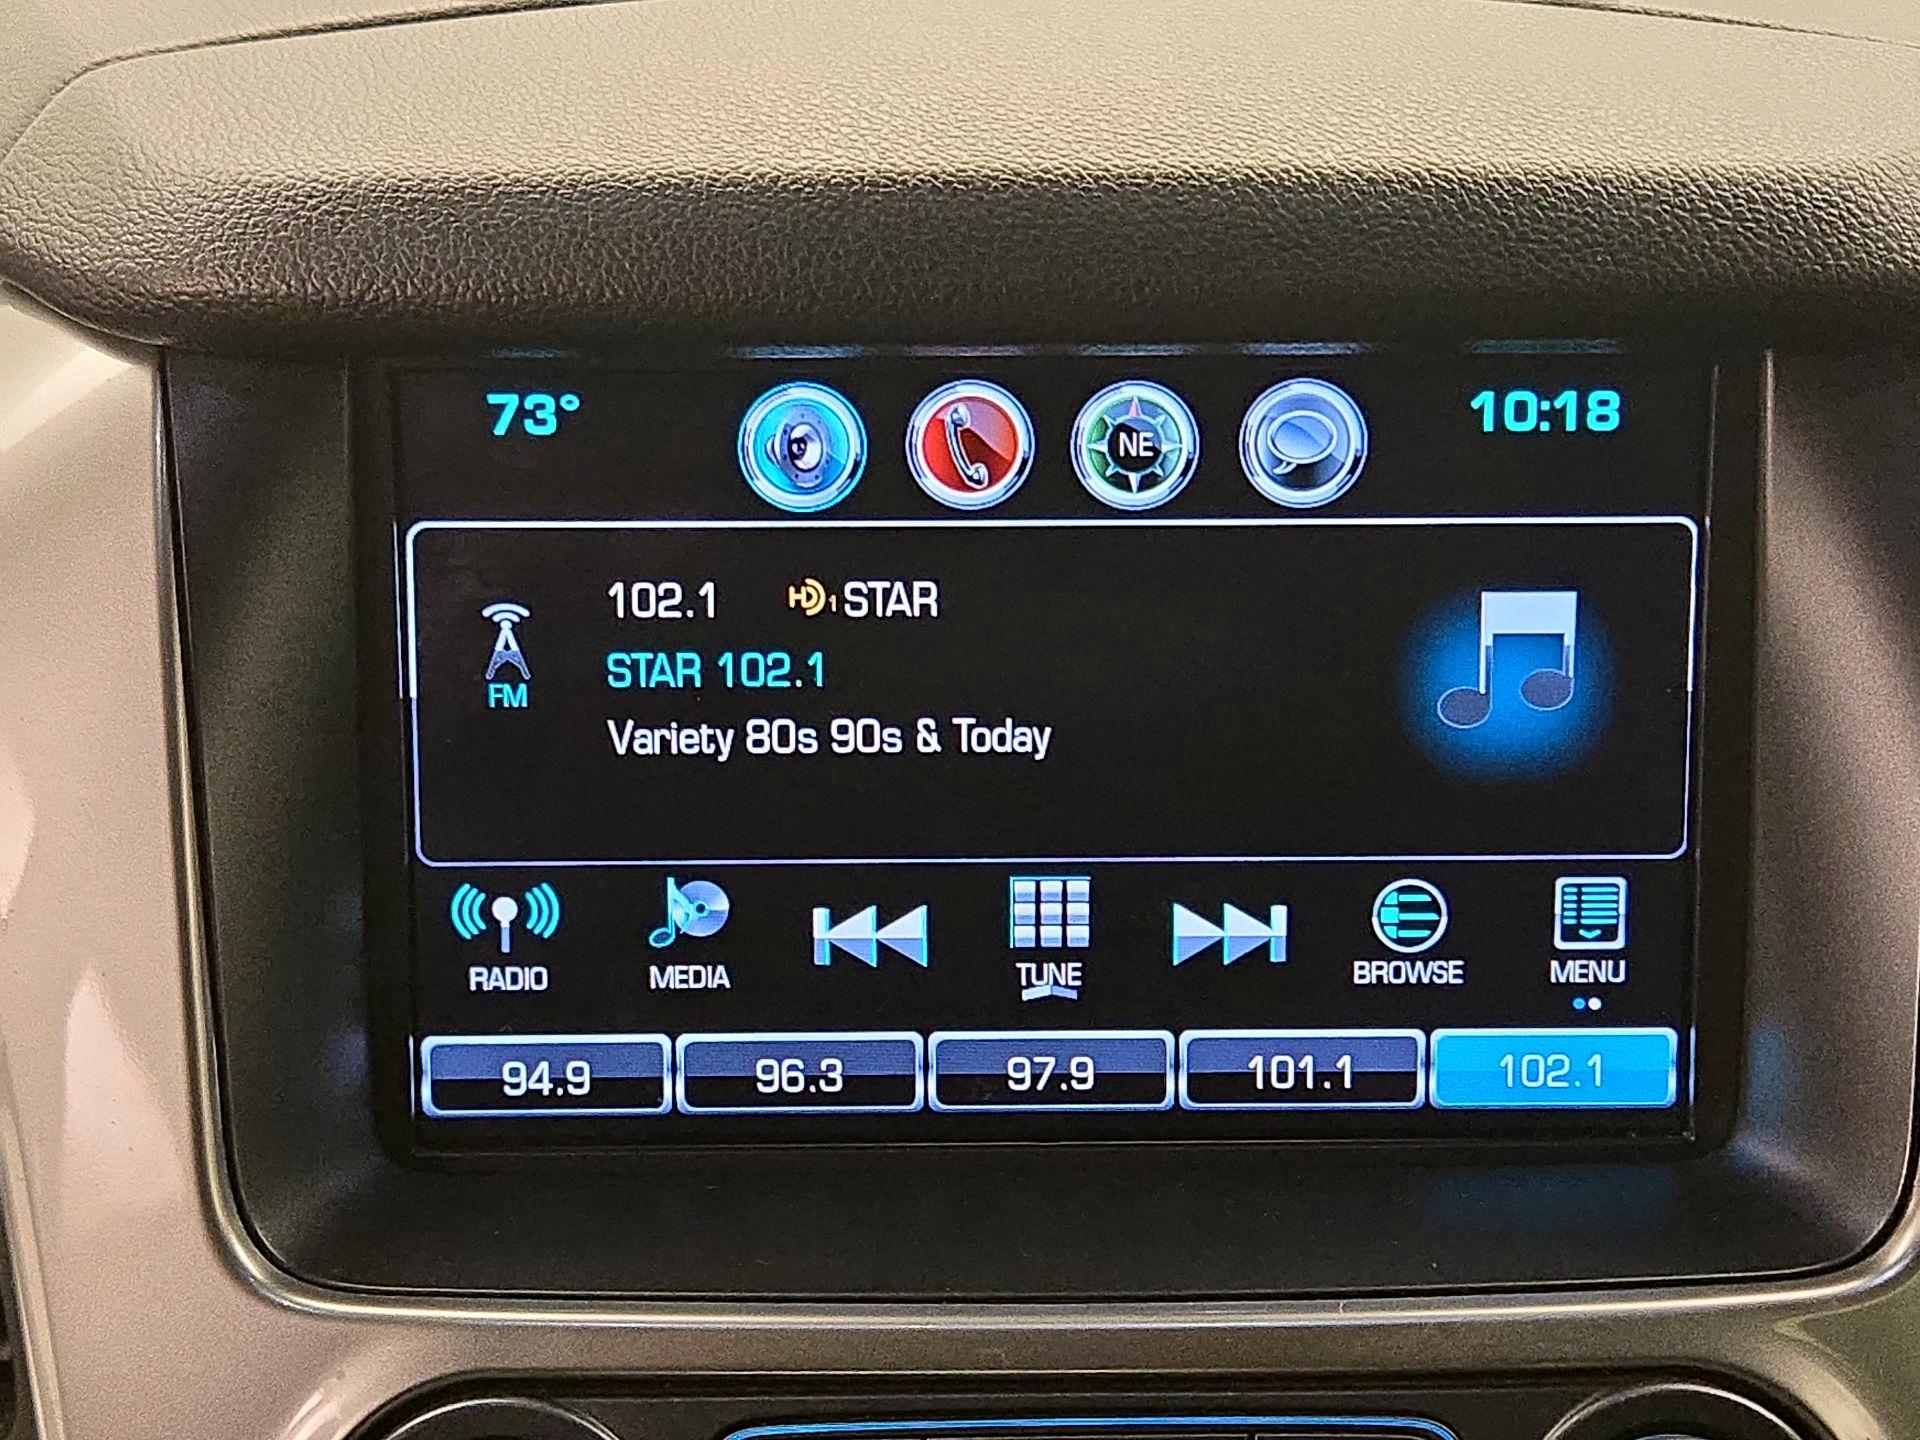 73° NE 10:18
102.1 HD1 STAR
STAR 102.1
FM
Variety 80s 90s & Today
RADIO MEDIA TUNE BROWSE MENU
94.9 96.3 97.9 101.1 102.1